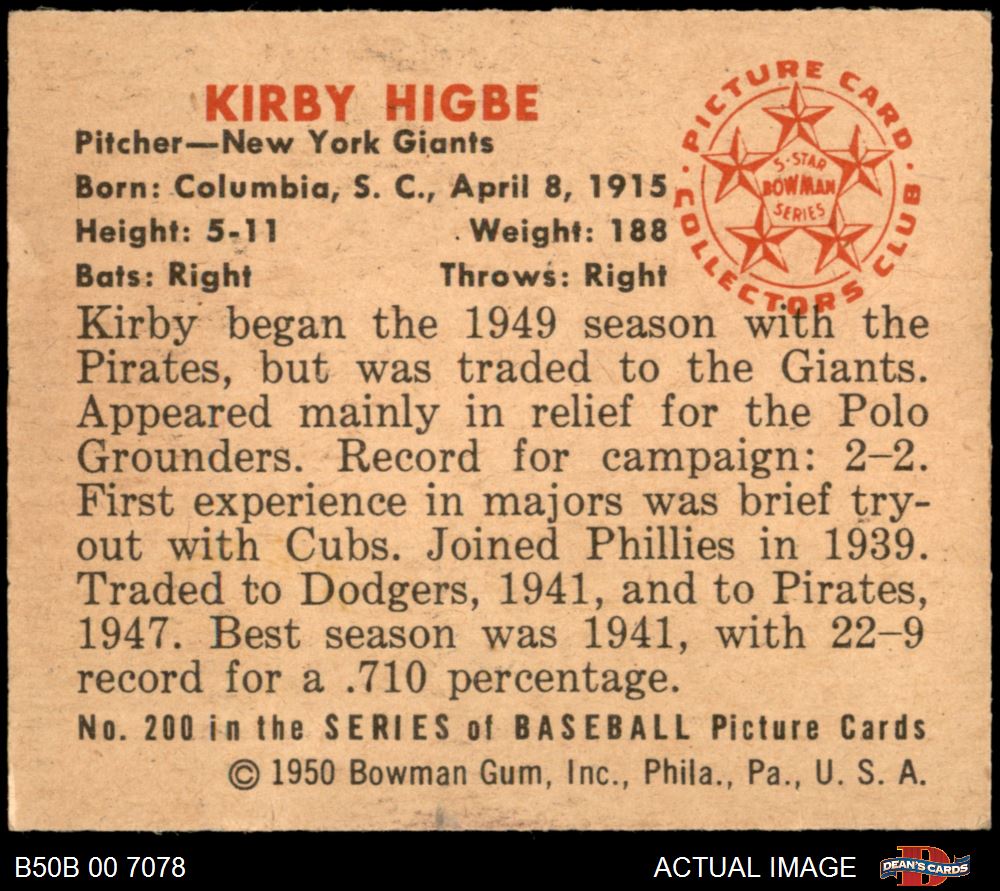 KIRBY HIGBE
Pitcher—New York Giants
Born: Columbia, S. C., April 8, 1915
Height: 5-11 Weight: 188
Bats: Right Throws: Right
PICTURE CARD
COLLECTORS CLUB
5-STAR
BOWMAN
SERIES
Kirby began the 1949 season with the
Pirates, but was traded to the Giants.
Appeared mainly in relief for the Polo
Grounders. Record for campaign: 2–2.
First experience in majors was brief try-
out with Cubs. Joined Phillies in 1939.
Traded to Dodgers, 1941, and to Pirates,
1947. Best season was 1941, with 22–9
record for a .710 percentage.
No. 200 in the SERIES of BASEBALL Picture Cards
© 1950 Bowman Gum, Inc., Phila., Pa., U. S. A.
B50B 00 7078 ACTUAL IMAGE
DEAN'S CARDS